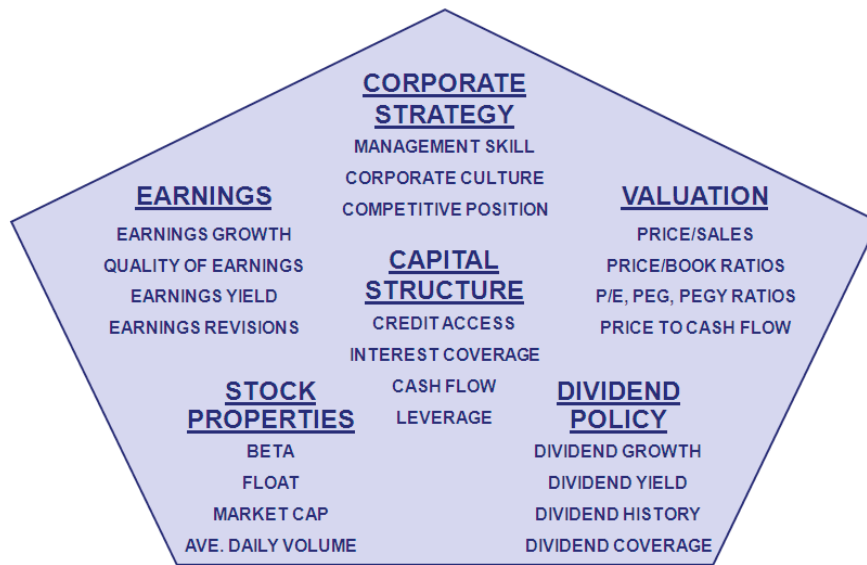 CORPORATE
STRATEGY
MANAGEMENT SKILL
CORPORATE CULTURE
COMPETITIVE POSITION
EARNINGS
EARNINGS GROWTH
QUALITY OF EARNINGS
EARNINGS YIELD
EARNINGS REVISIONS
VALUATION
PRICE/SALES
PRICE/BOOK RATIOS
P/E, PEG, PEGY RATIOS
PRICE TO CASH FLOW
CAPITAL
STRUCTURE
CREDIT ACCESS
INTEREST COVERAGE
CASH FLOW
LEVERAGE
STOCK
PROPERTIES
BETA
FLOAT
MARKET CAP
AVE. DAILY VOLUME
DIVIDEND
POLICY
DIVIDEND GROWTH
DIVIDEND YIELD
DIVIDEND HISTORY
DIVIDEND COVERAGE